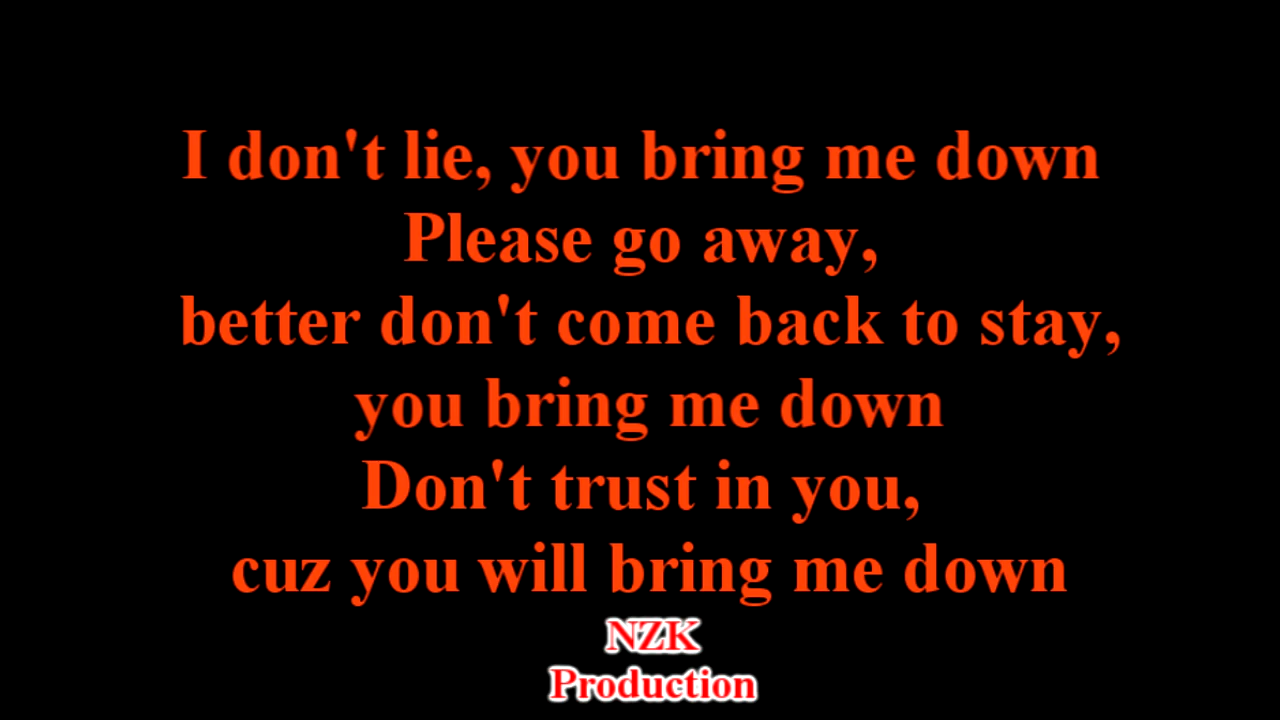 I don't lie, you bring me down
Please go away,
better don't come back to stay,
you bring me down
Don't trust in you,
cuz you will bring me down
NZK
Production